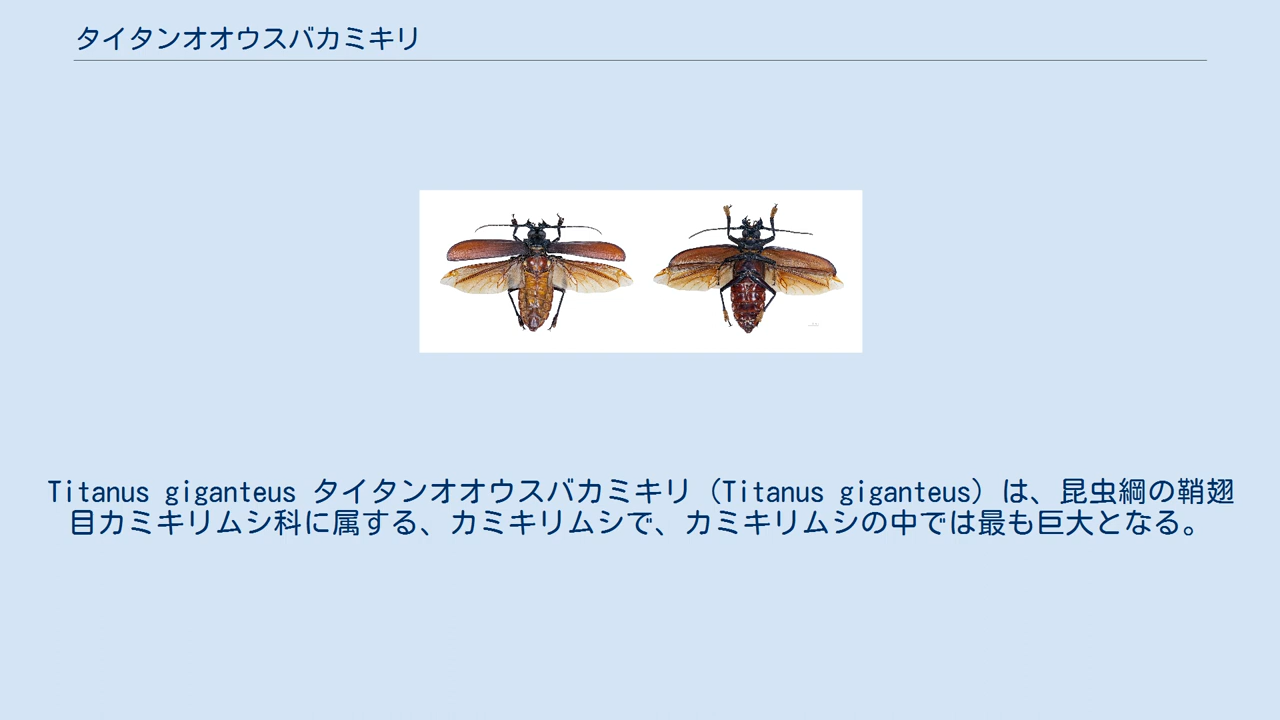 タイタンオオウスバカミキリ
Titanus giganteus タイタンオオウスバカミキリ（Titanus giganteus）は、昆虫綱の鞘翅
目カミキリムシ科に属する、カミキリムシで、カミキリムシの中では最も巨大となる。